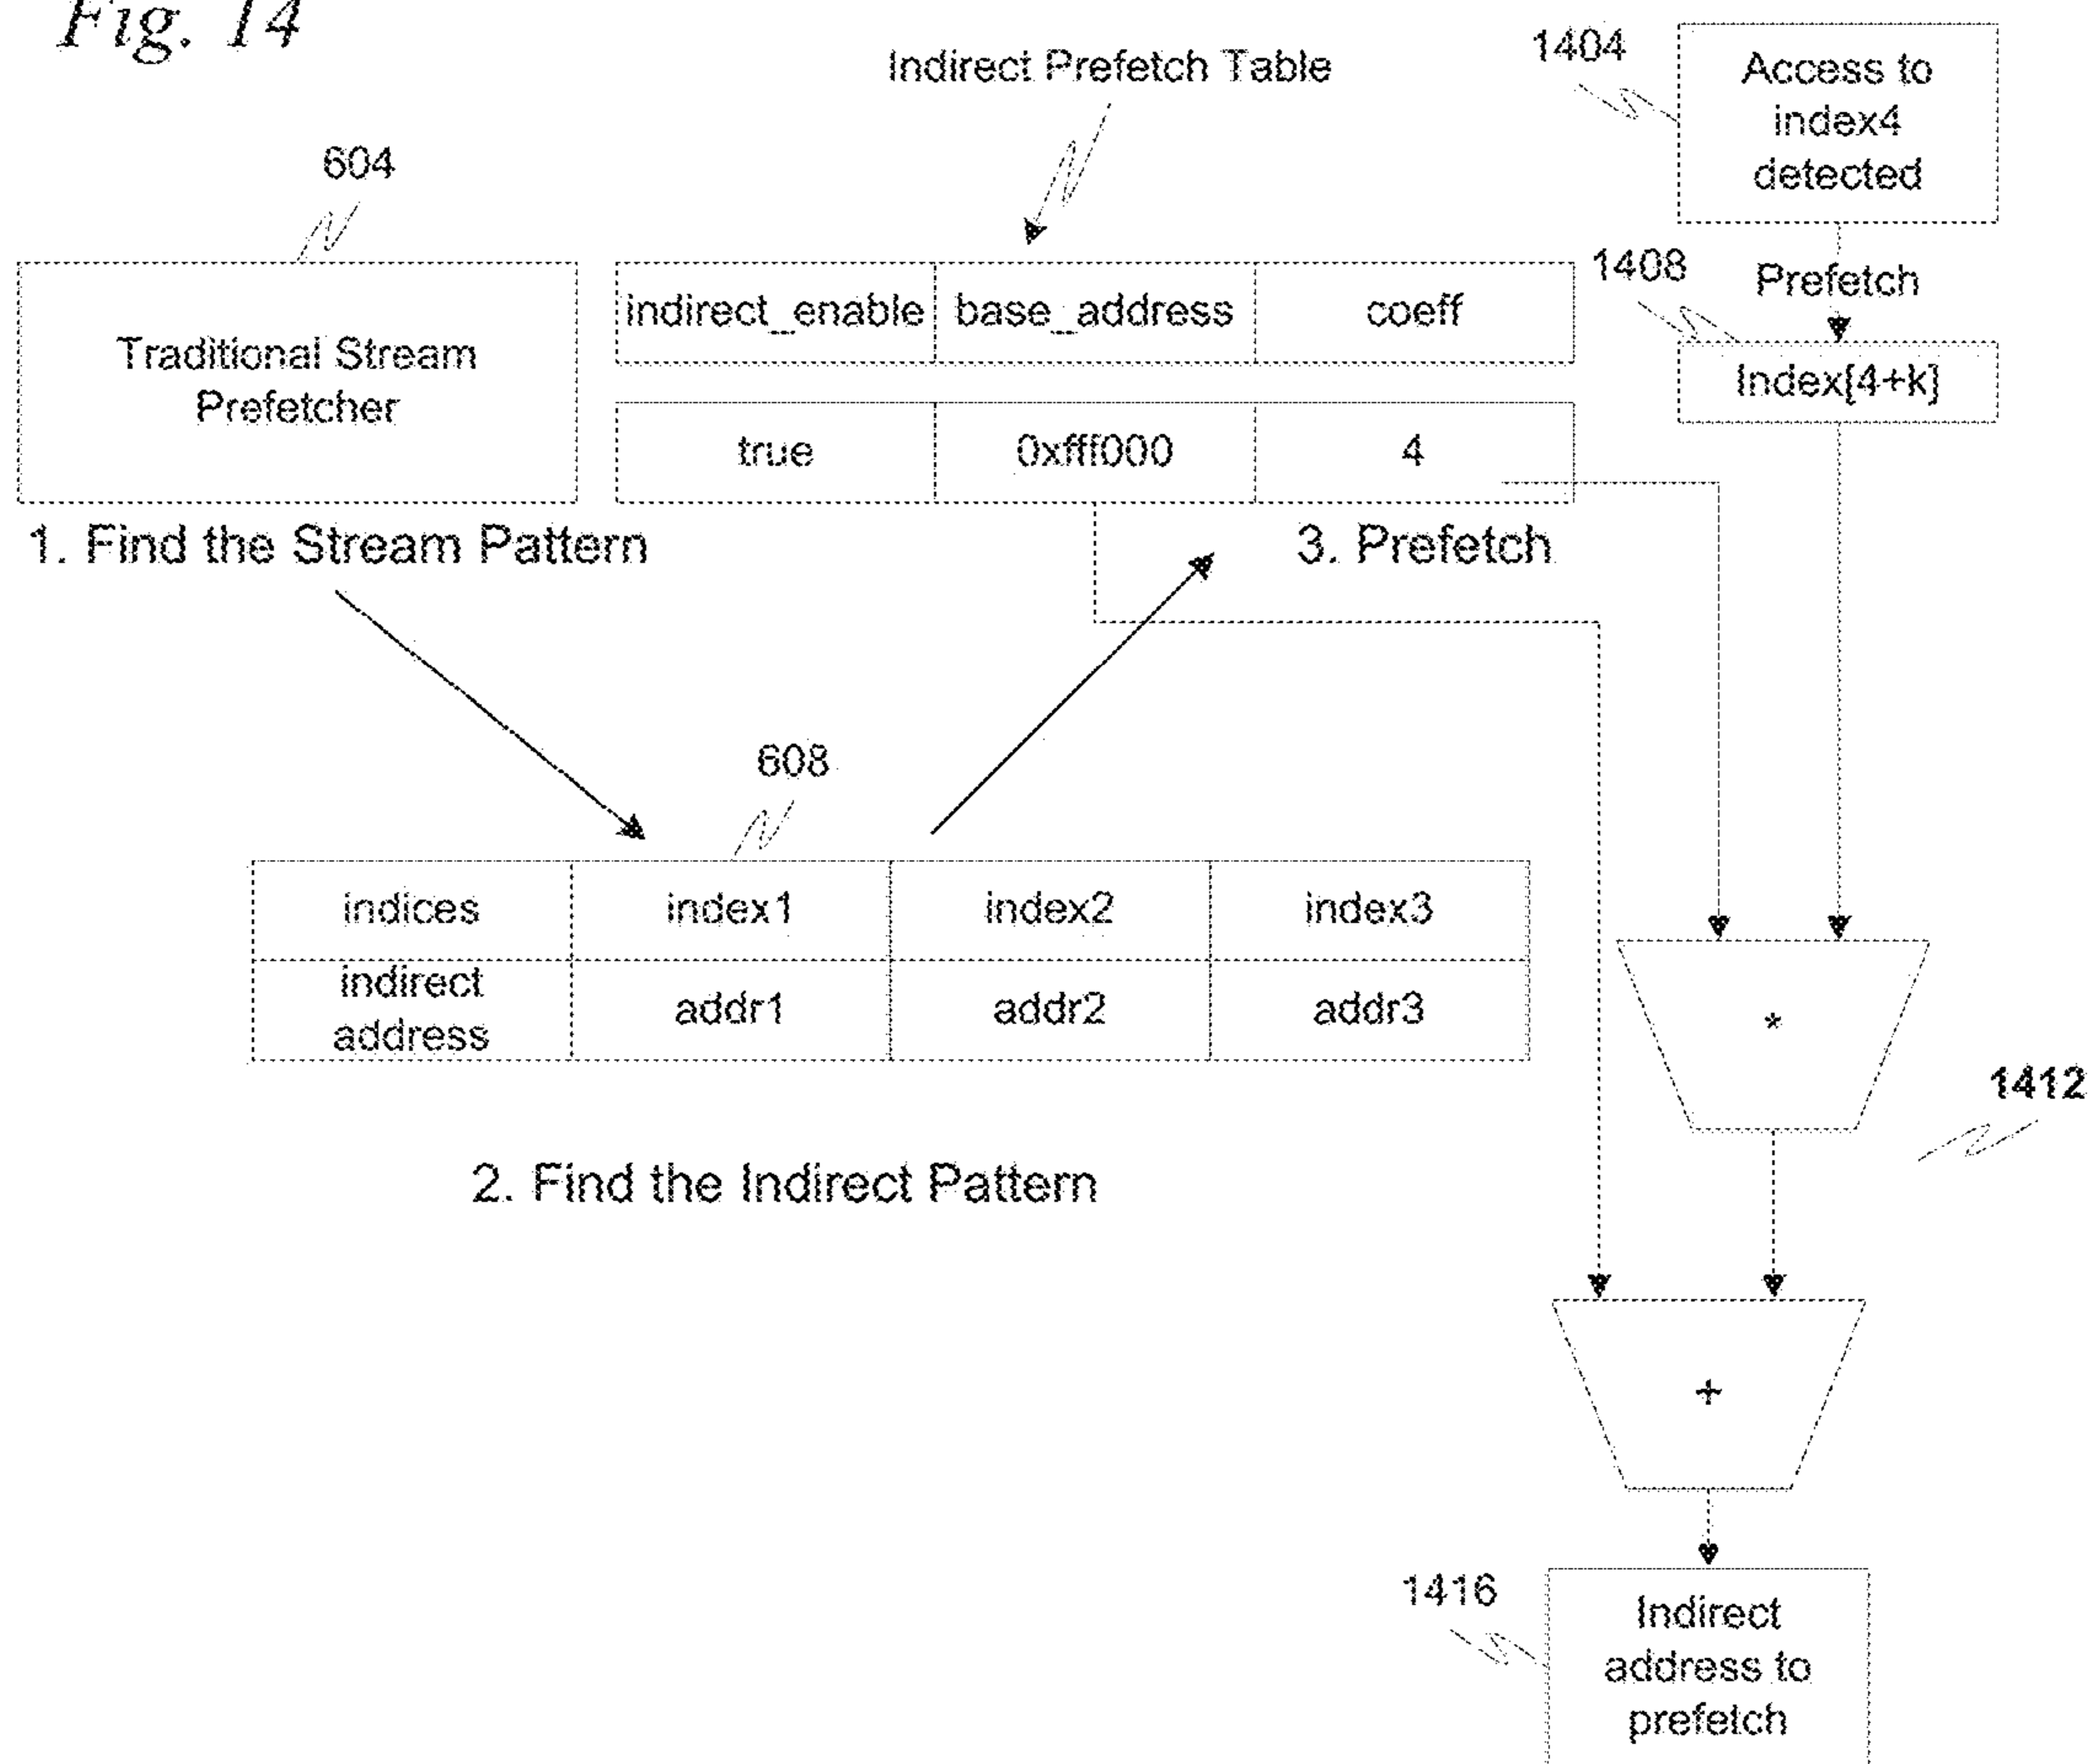 Fig. 14
Indirect Prefetch Table
1404
Access to
index4
detected
604
1408
Prefetch
Traditional Stream
Prefetcher
indirect_enable base_address coeff
Index[4+k]
true 0xfff000 4
1. Find the Stream Pattern
3. Prefetch
608
indices index1 index2 index3
indirect
address addr1 addr2 addr3
*
1412
2. Find the Indirect Pattern
+
1416
Indirect
address to
prefetch